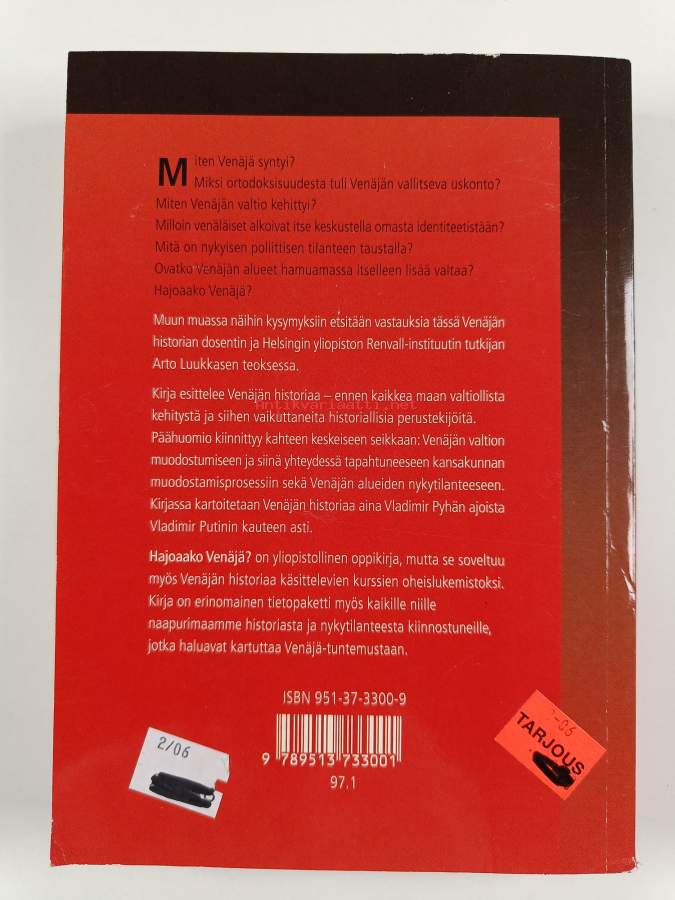 Miten Venäjä syntyi?
Miksi ortodoksisuudesta tuli Venäjän vallitseva uskonto?
Miten Venäjän valtio kehittyi?
Milloin venäläiset alkoivat itse keskustella omasta identiteetistään?
Mitä on nykyisen poliittisen tilanteen taustalla?
Ovatko Venäjän alueet hamuamassa itselleen lisää valtaa?
Hajoaako Venäjä?
Muun muassa näihin kysymyksiin etsitään vastauksia tässä Venäjän
historian dosentin ja Helsingin yliopiston Renvall-instituutin tutkijan
Arto Luukkasen teoksessa.
Kirja esittelee Venäjän historiaa – ennen kaikkea maan valtiollista
Antikvariaatti.net
kehitystä ja siihen vaikuttaneita historiallisia perustekijöitä.
Päähuomio kiinnittyy kahteen keskeiseen seikkaan: Venäjän valtion
muodostumiseen ja siinä yhteydessä tapahtuneeseen kansakunnan
muodostamisprosessiin sekä Venäjän alueiden nykytilanteeseen.
Kirjassa kartoitetaan Venäjän historiaa aina Vladimir Pyhän ajoista
Vladimir Putinin kauteen asti.
Hajoaako Venäjä? on yliopistollinen oppikirja, mutta se soveltuu
myös Venäjän historiaa käsittelevien kurssien oheislukemistoksi.
Kirja on erinomainen tietopaketti myös kaikille niille
naapurimaamme historiasta ja nykytilanteesta kiinnostuneille,
jotka haluavat kartuttaa Venäjä-tuntemustaan.
ISBN 951-37-3300-9
9 789513 733001
97.1
2/06
-06
TARJOUS